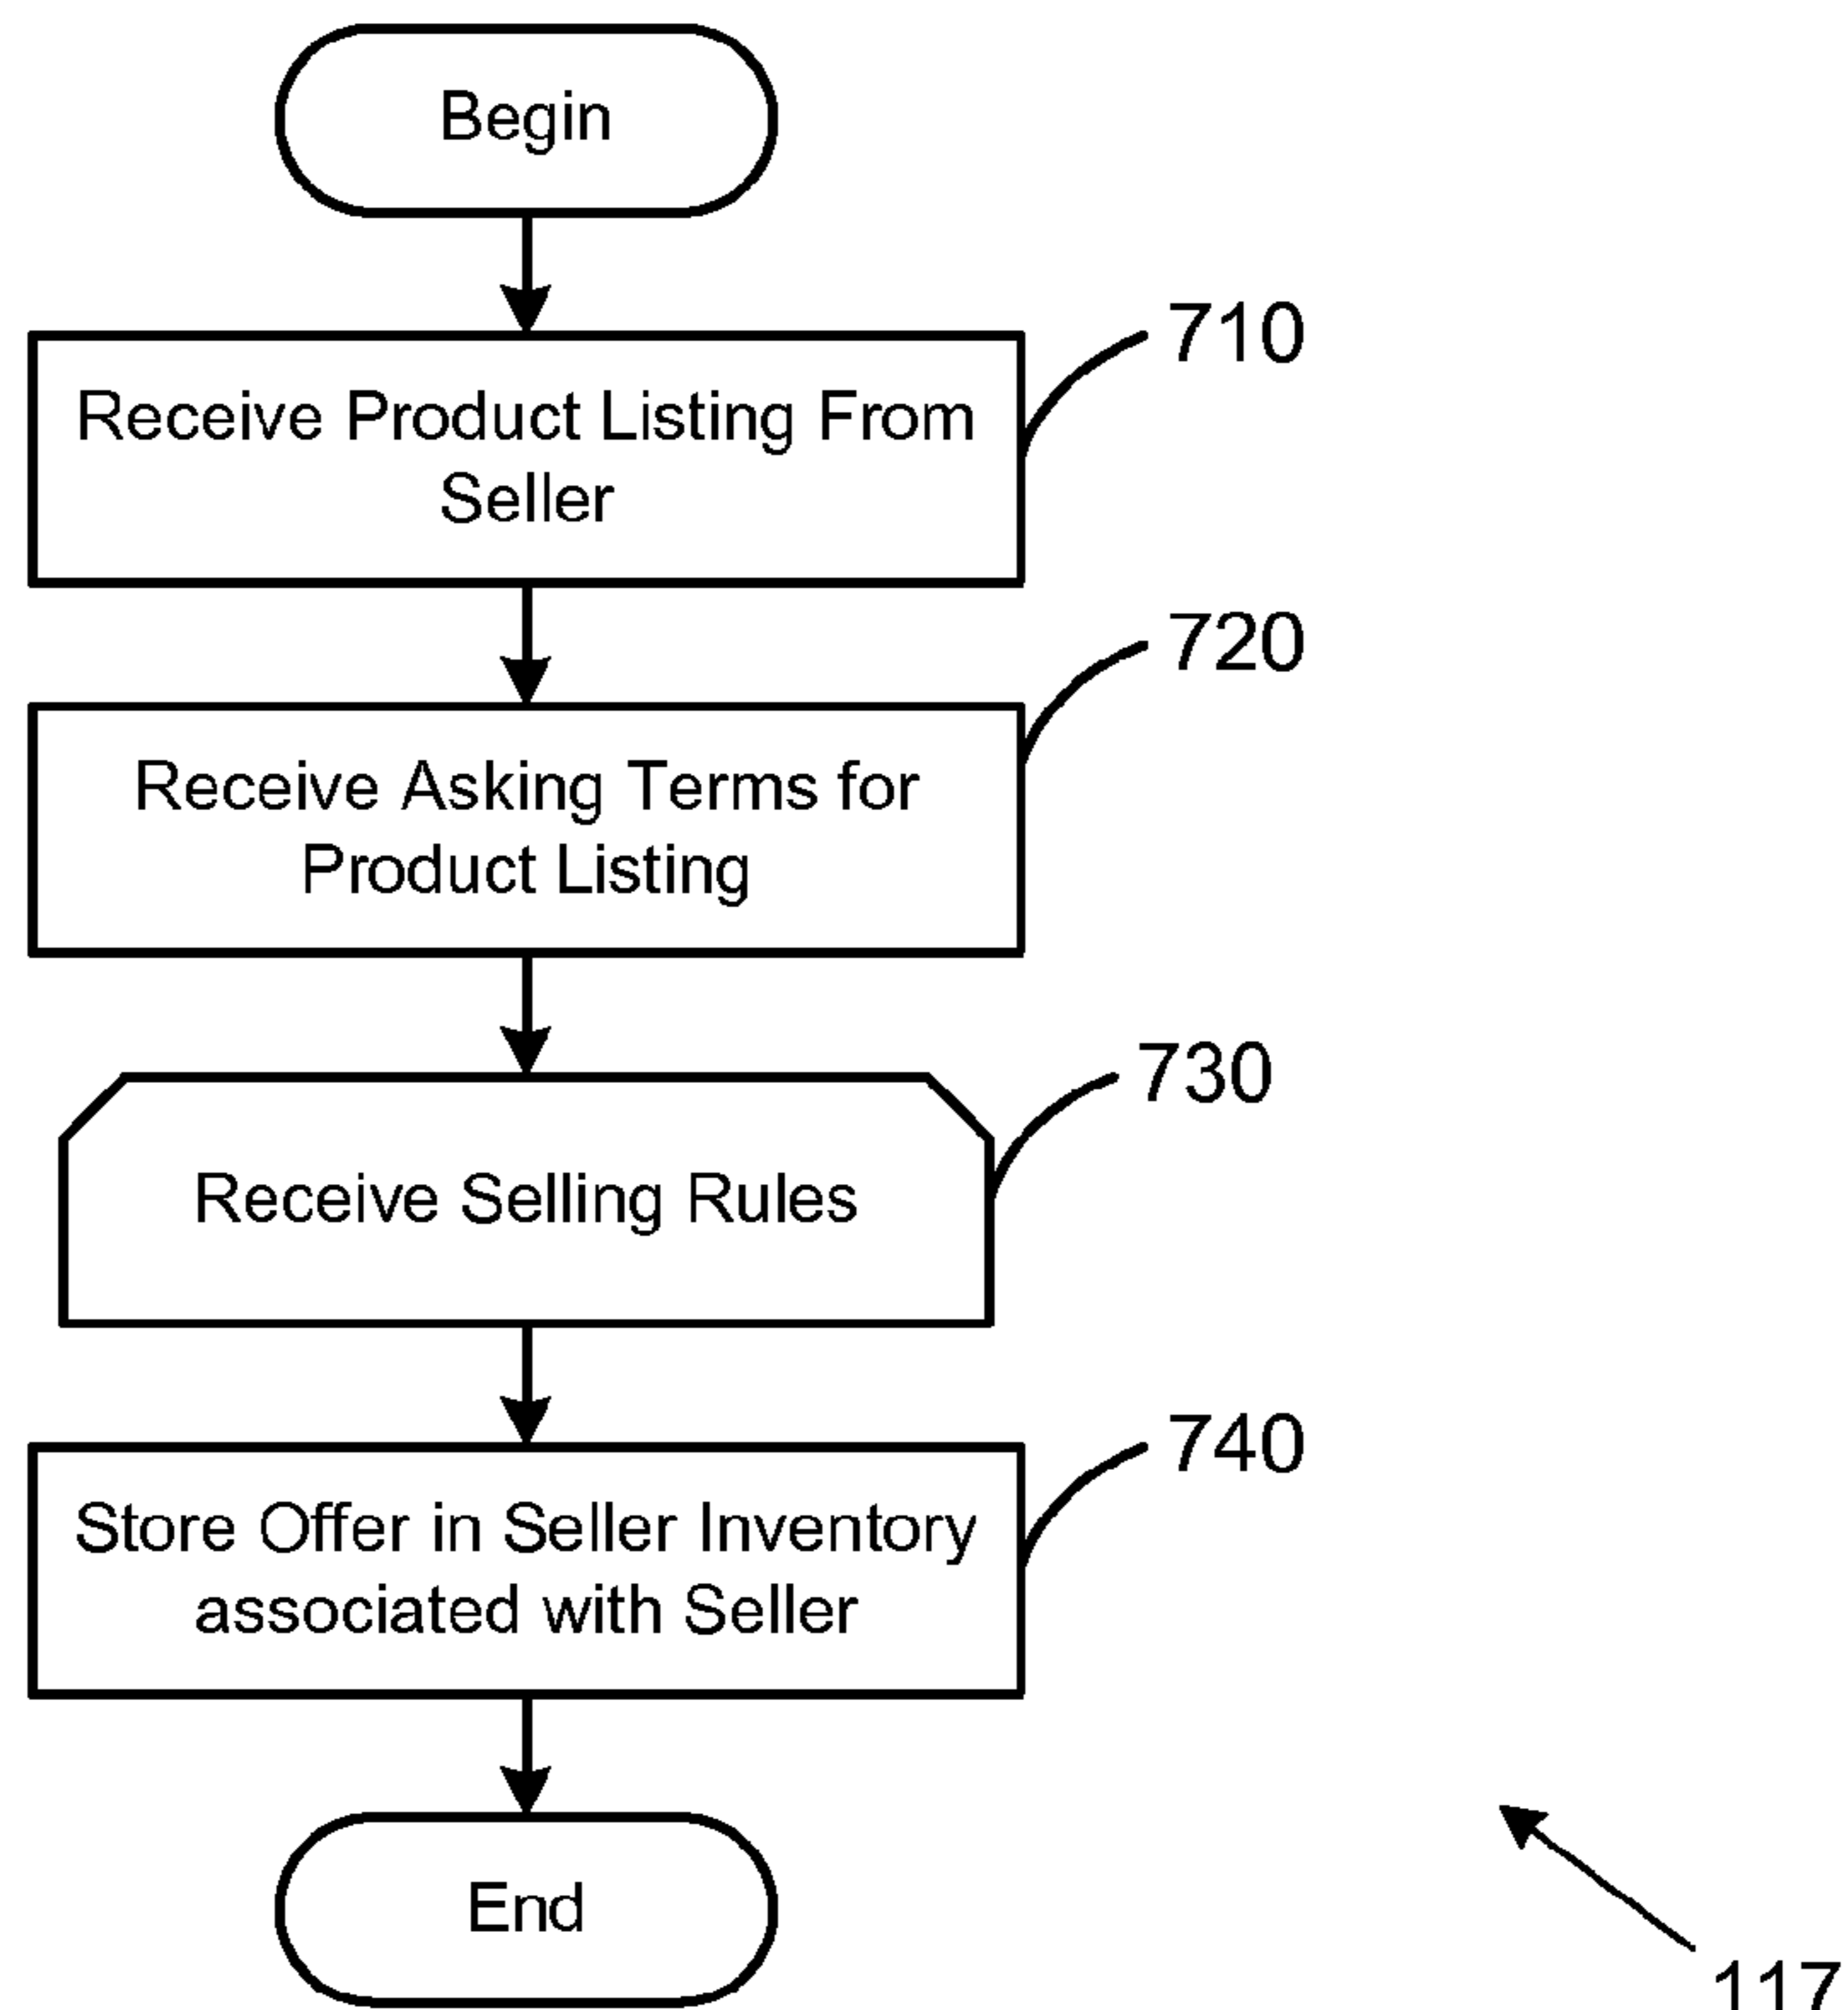 Begin
710
Receive Product Listing From
Seller
720
Receive Asking Terms for
Product Listing
730
Receive Selling Rules
740
Store Offer in Seller Inventory
associated with Seller
End
117